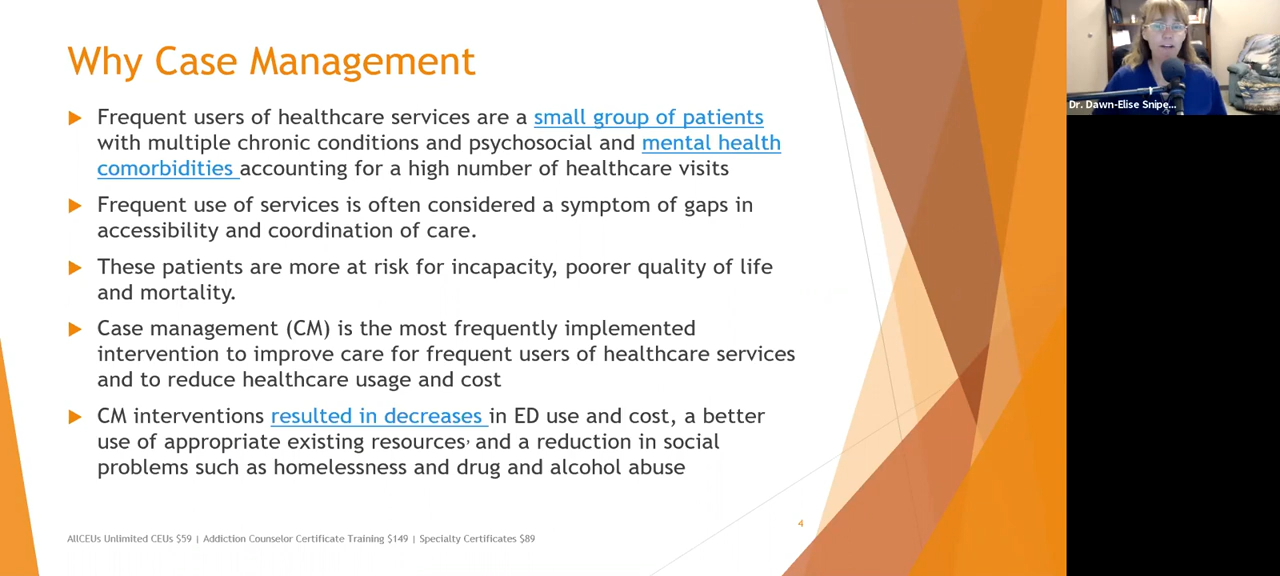 Why Case Management
Frequent users of healthcare services are a small group of patients
with multiple chronic conditions and psychosocial and mental health
comorbidities accounting for a high number of healthcare visits
Frequent use of services is often considered a symptom of gaps in
accessibility and coordination of care.
These patients are more at risk for incapacity, poorer quality of life
and mortality.
Case management (CM) is the most frequently implemented
intervention to improve care for frequent users of healthcare services
and to reduce healthcare usage and cost
CM interventions resulted in decreases in ED use and cost, a better
use of appropriate existing resources, and a reduction in social
problems such as homelessness and drug and alcohol abuse
4
AllCEUs Unlimited CEUs $59 | Addiction Counselor Certificate Training $149 | Specialty Certificates $89
Dr. Dawn-Elise Snipe...